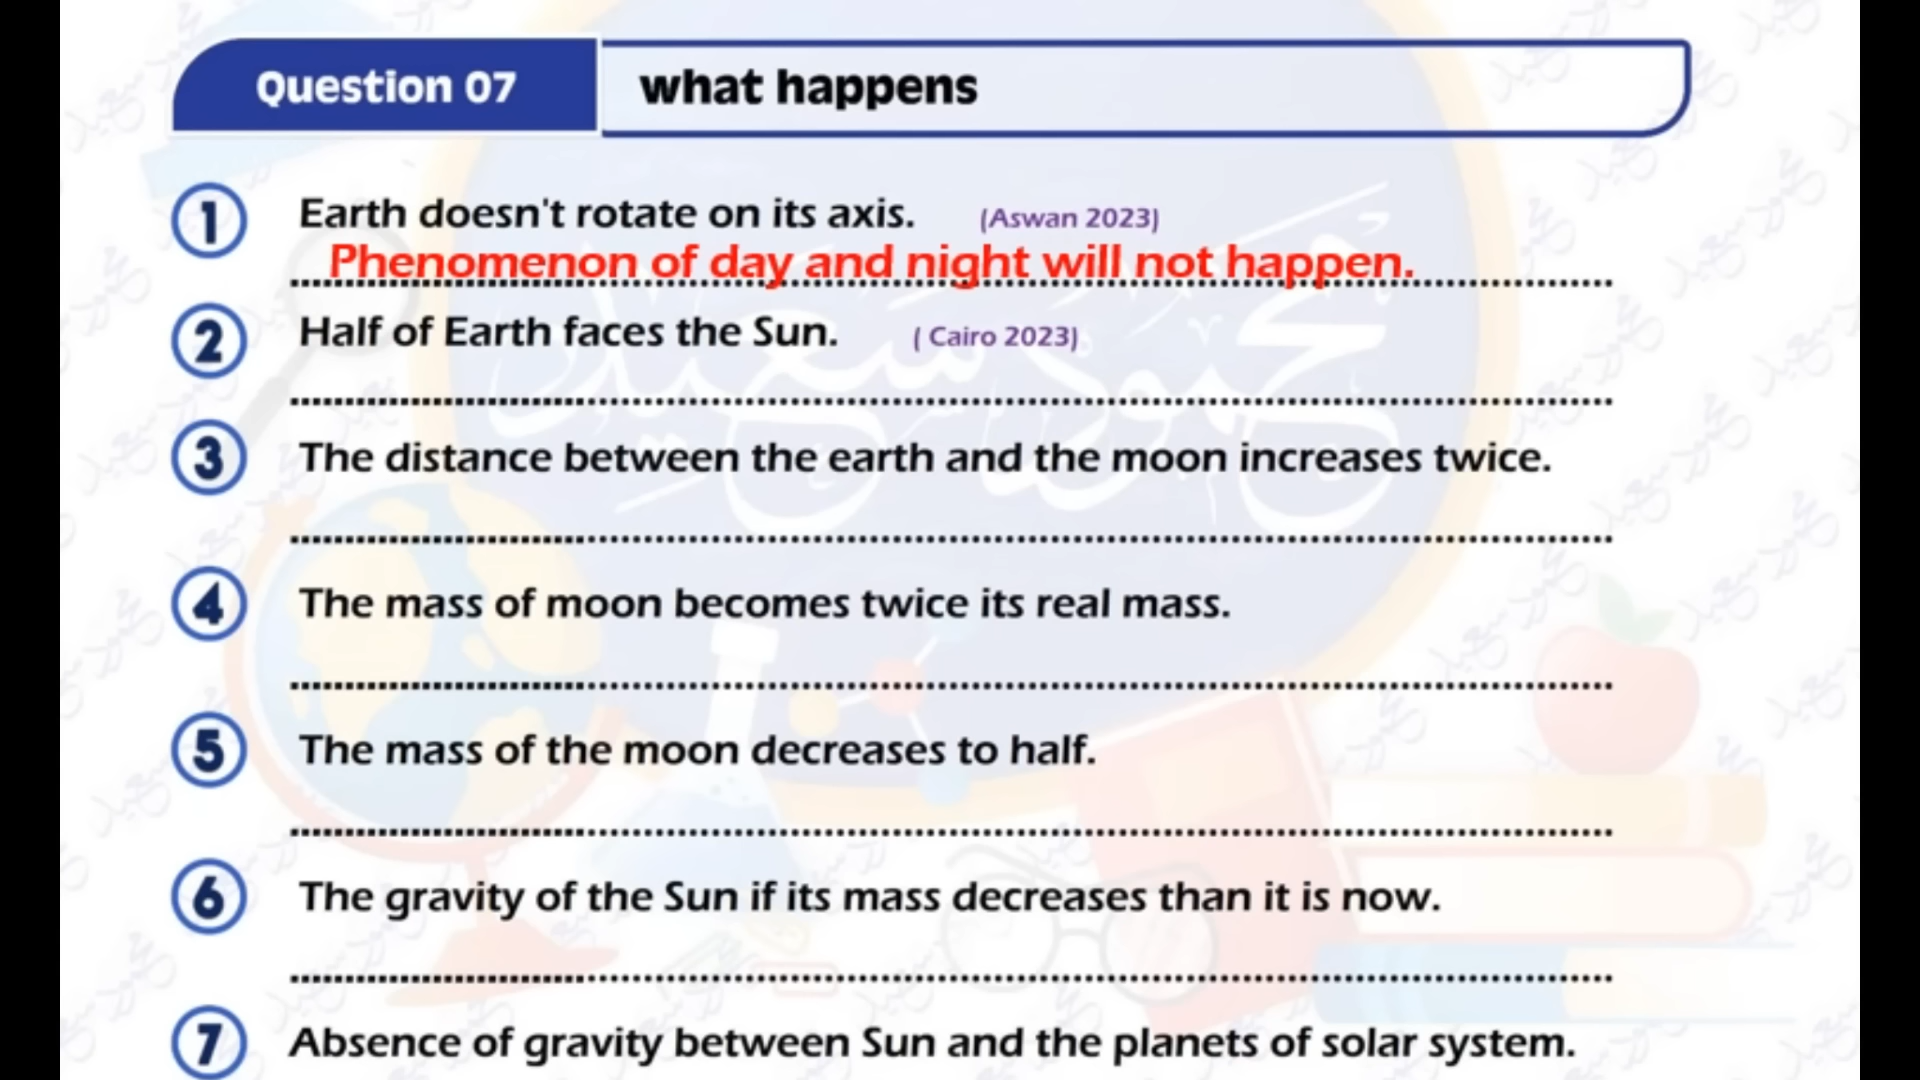 Question 07 what happens
1 Earth doesn't rotate on its axis. (Aswan 2023)
Phenomenon of day and night will not happen.
2 Half of Earth faces the Sun. ( Cairo 2023)
3 The distance between the earth and the moon increases twice.
4 The mass of moon becomes twice its real mass.
5 The mass of the moon decreases to half.
6 The gravity of the Sun if its mass decreases than it is now.
7 Absence of gravity between Sun and the planets of solar system.